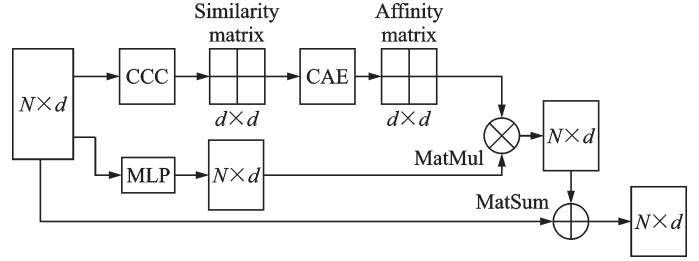 Similarity
matrix
Affinity
matrix
N×d
CCC
CAE
d×d
d×d
MatMul
N×d
MLP
N×d
MatSum
N×d